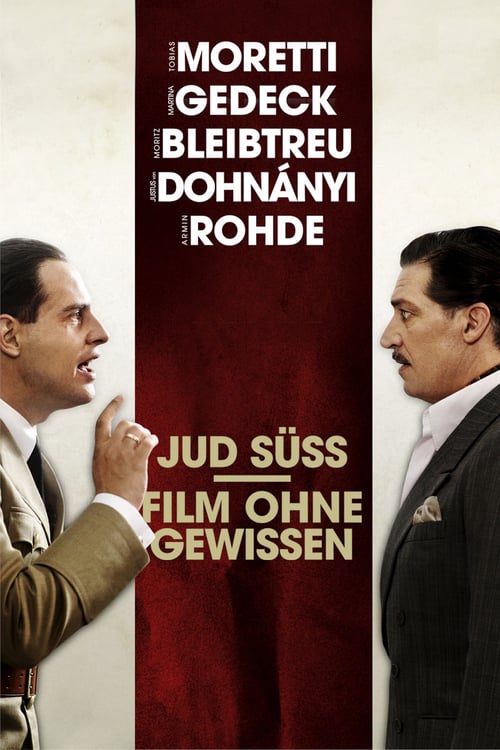 TOBIAS MORETTI
MARTINA GEDECK
MORITZ BLEIBTREU
JUSTUS von DOHNÁNYI
ARMIN ROHDE
JUD SÜSS
FILM OHNE
GEWISSEN